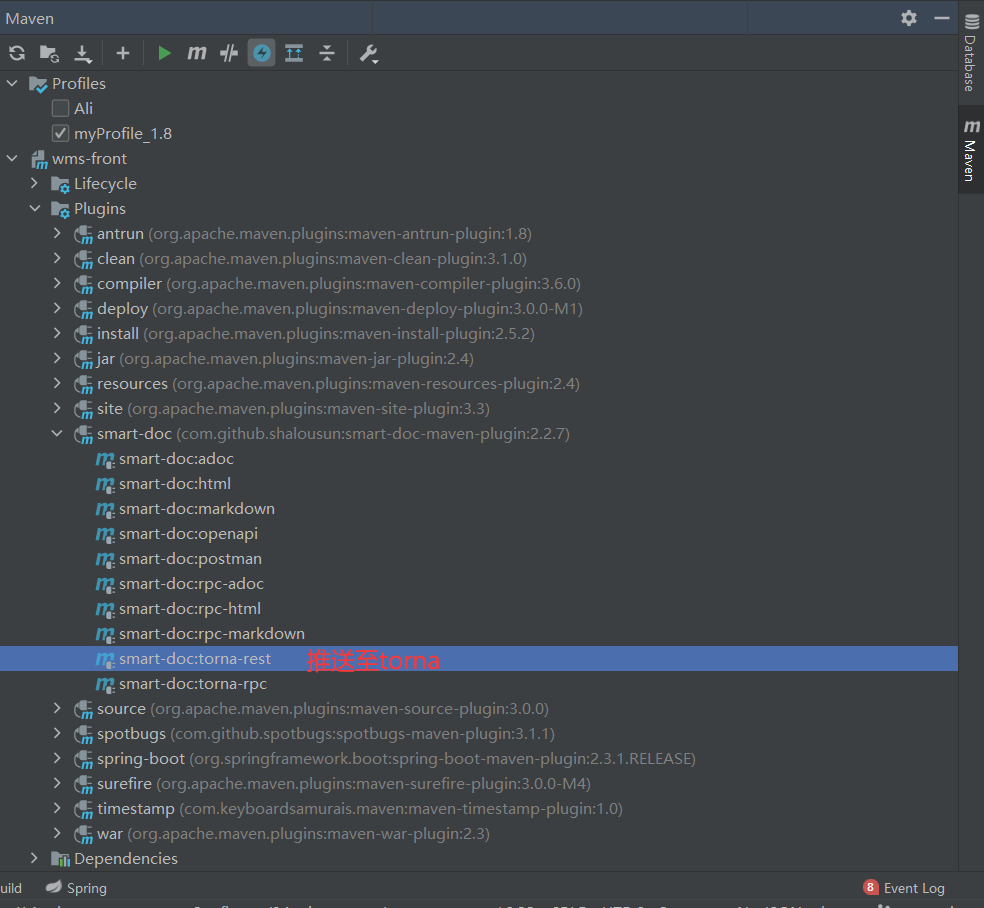 Maven
Database
Maven
Profiles
Ali
myProfile_1.8
wms-front
Lifecycle
Plugins
antrun (org.apache.maven.plugins:maven-antrun-plugin:1.8)
clean (org.apache.maven.plugins:maven-clean-plugin:3.1.0)
compiler (org.apache.maven.plugins:maven-compiler-plugin:3.6.0)
deploy (org.apache.maven.plugins:maven-deploy-plugin:3.0.0-M1)
install (org.apache.maven.plugins:maven-install-plugin:2.5.2)
jar (org.apache.maven.plugins:maven-jar-plugin:2.4)
resources (org.apache.maven.plugins:maven-resources-plugin:2.4)
site (org.apache.maven.plugins:maven-site-plugin:3.3)
smart-doc (com.github.shalousun:smart-doc-maven-plugin:2.2.7)
smart-doc:adoc
smart-doc:html
smart-doc:markdown
smart-doc:openapi
smart-doc:postman
smart-doc:rpc-adoc
smart-doc:rpc-html
smart-doc:rpc-markdown
smart-doc:torna-rest 推送至torna
smart-doc:torna-rpc
source (org.apache.maven.plugins:maven-source-plugin:3.0.0)
spotbugs (com.github.spotbugs:spotbugs-maven-plugin:3.1.1)
spring-boot (org.springframework.boot:spring-boot-maven-plugin:2.3.1.RELEASE)
surefire (org.apache.maven.plugins:maven-surefire-plugin:3.0.0-M4)
timestamp (com.keyboardsamurais.maven:maven-timestamp-plugin:1.0)
war (org.apache.maven.plugins:maven-war-plugin:2.3)
Dependencies
uild Spring 8 Event Log